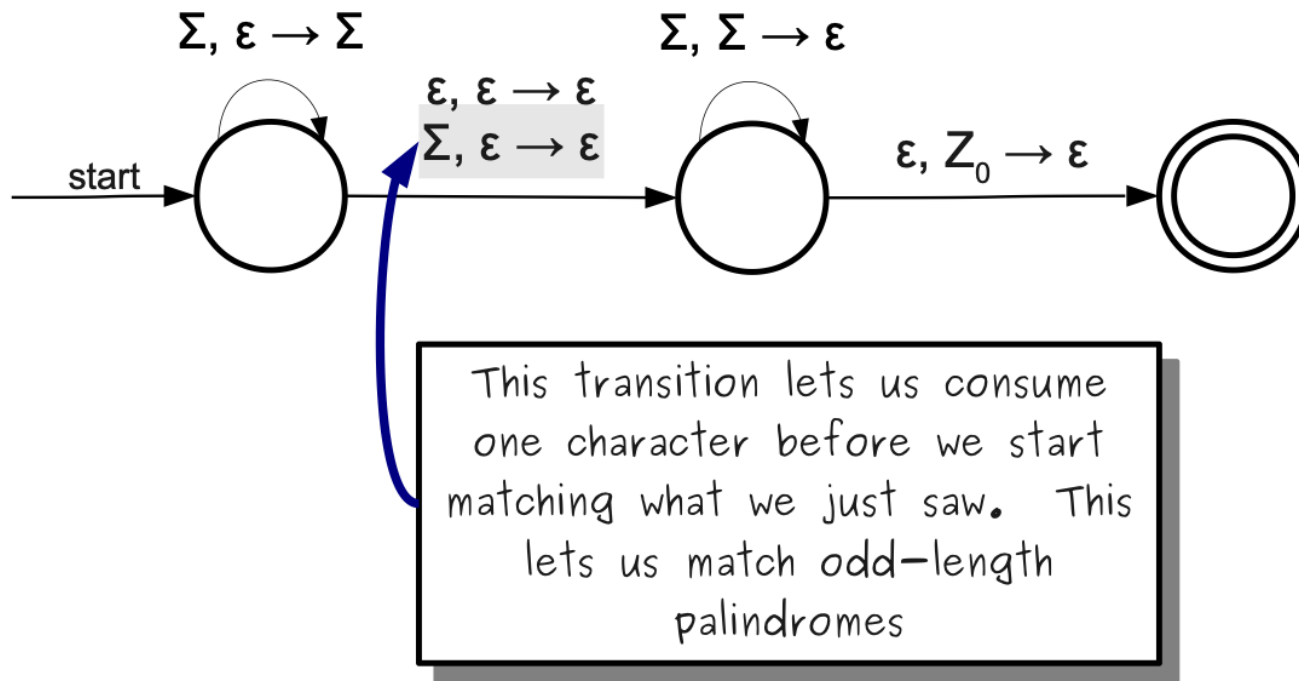 Σ, ε → Σ
Σ, Σ → ε
ε, ε → ε
Σ, ε → ε
start
ε, Z₀ → ε
This transition lets us consume
one character before we start
matching what we just saw. This
lets us match odd-length
palindromes